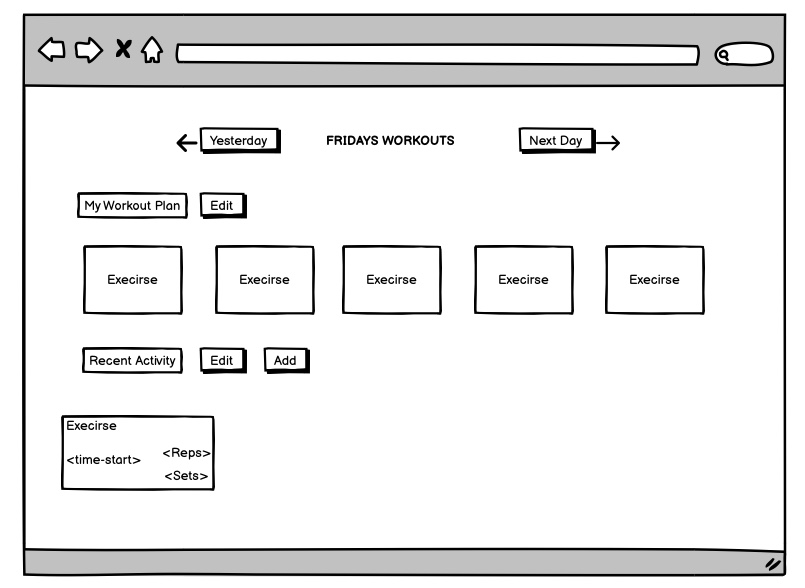 Yesterday
FRIDAYS WORKOUTS
Next Day
My Workout Plan
Edit
Execirse
Execirse
Execirse
Execirse
Execirse
Recent Activity
Edit
Add
Execirse
<time-start>
<Reps>
<Sets>